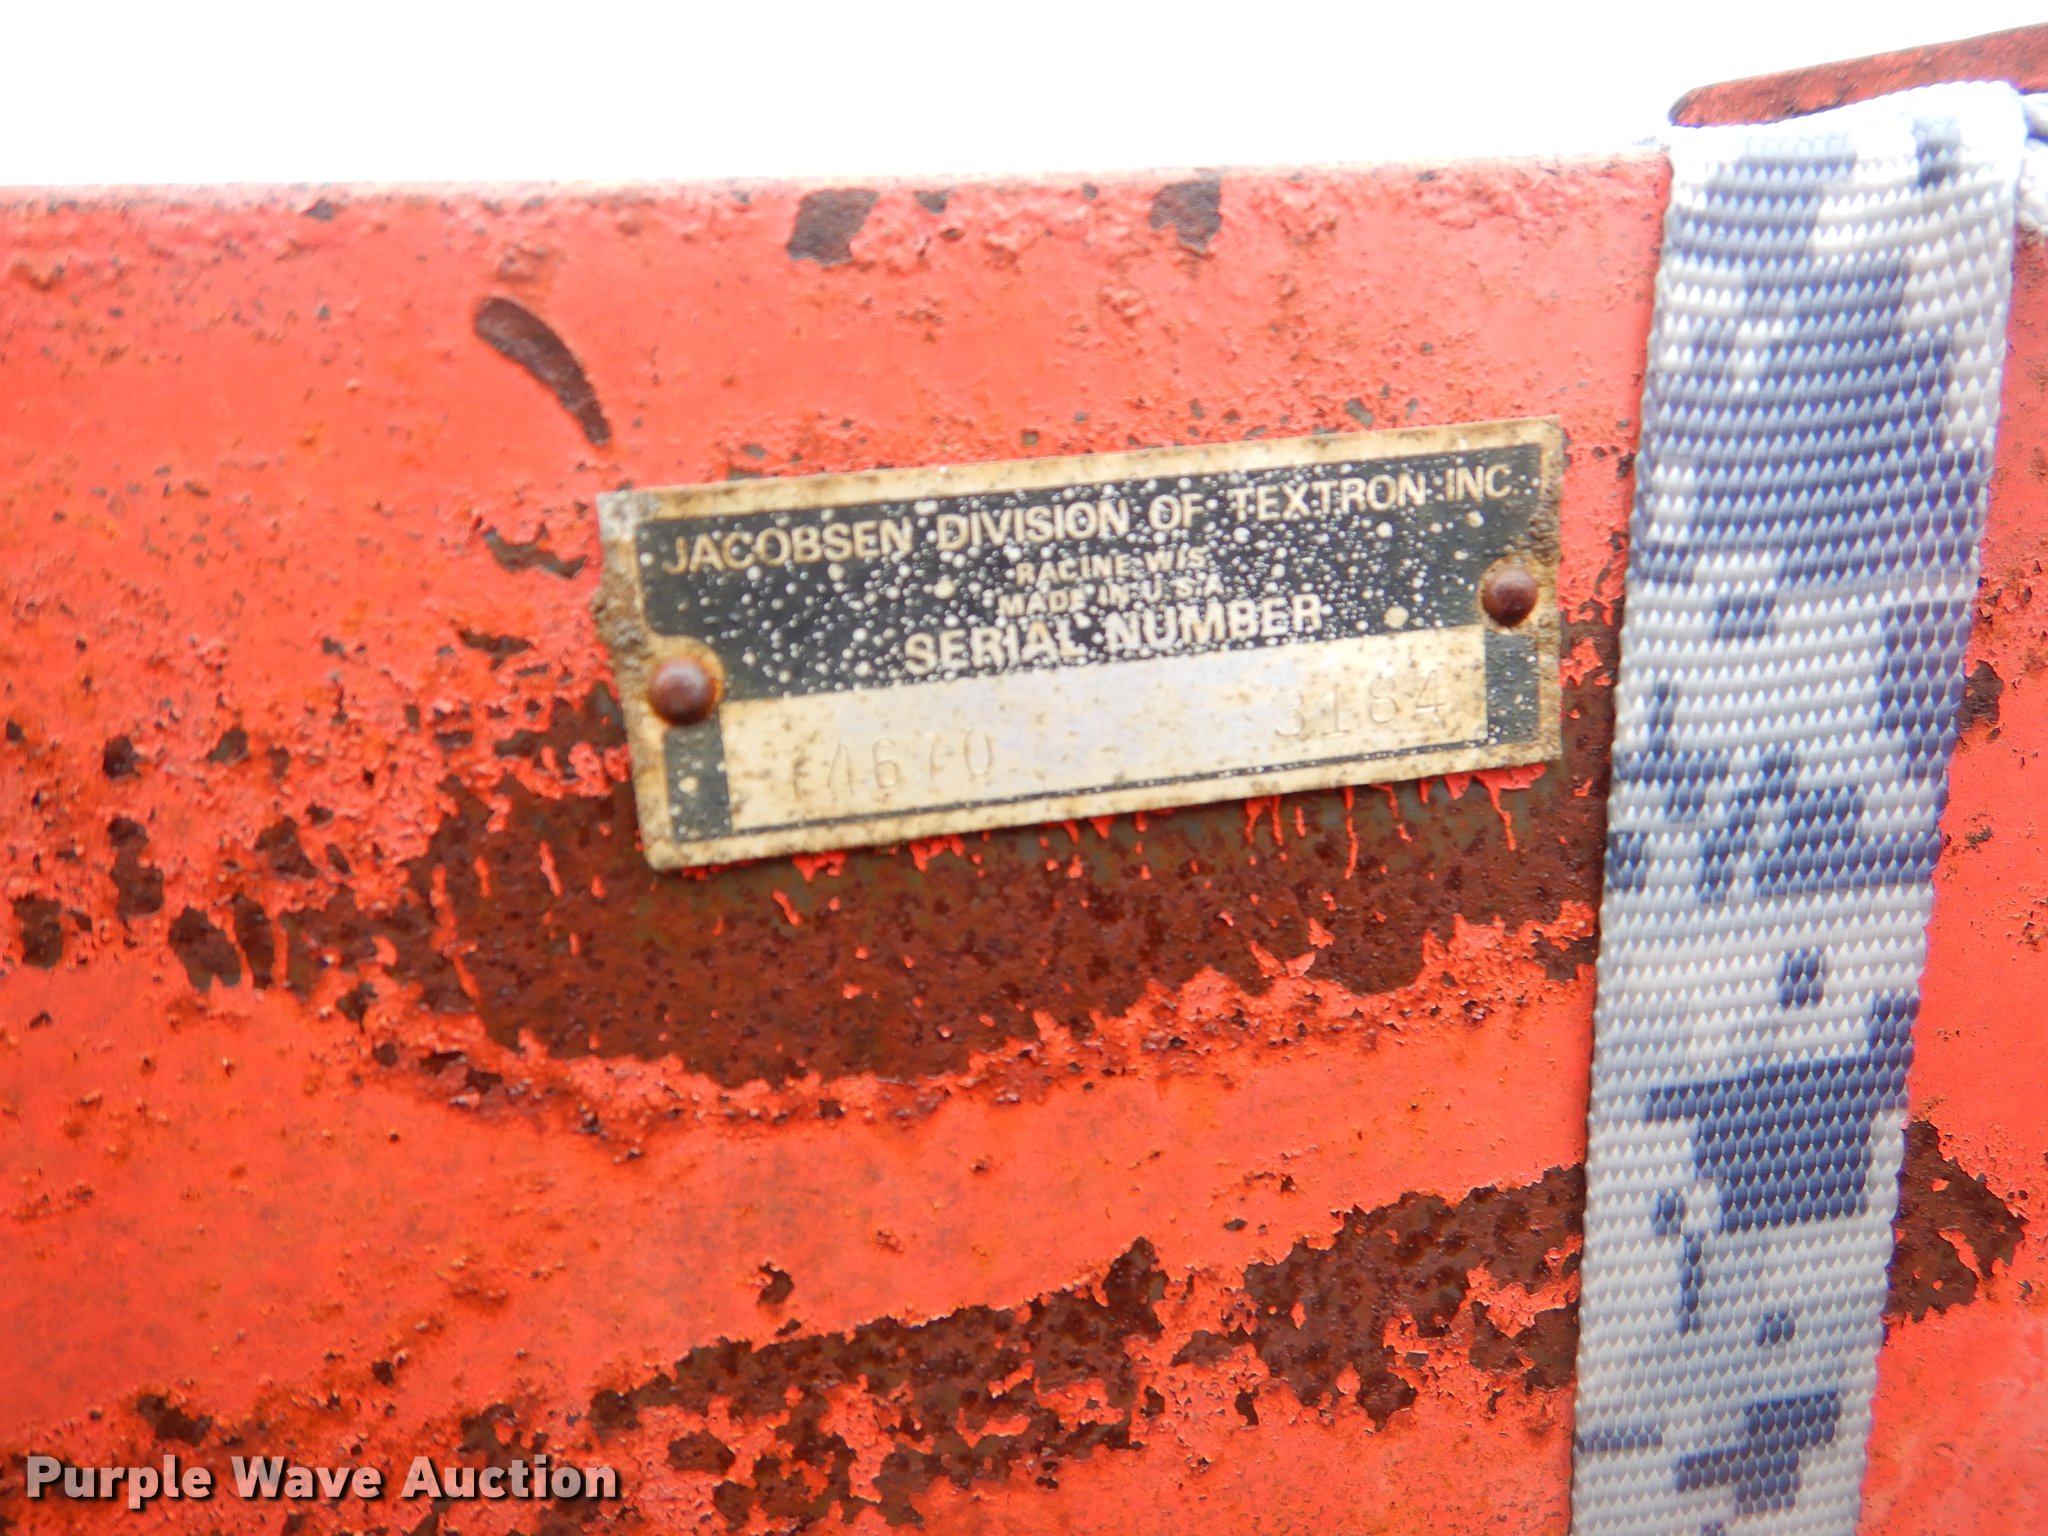 JACOBSEN DIVISION OF TEXTRON INC.
RACINE WIS
MADE IN U.S.A
SERIAL NUMBER
3184
Purple Wave Auction